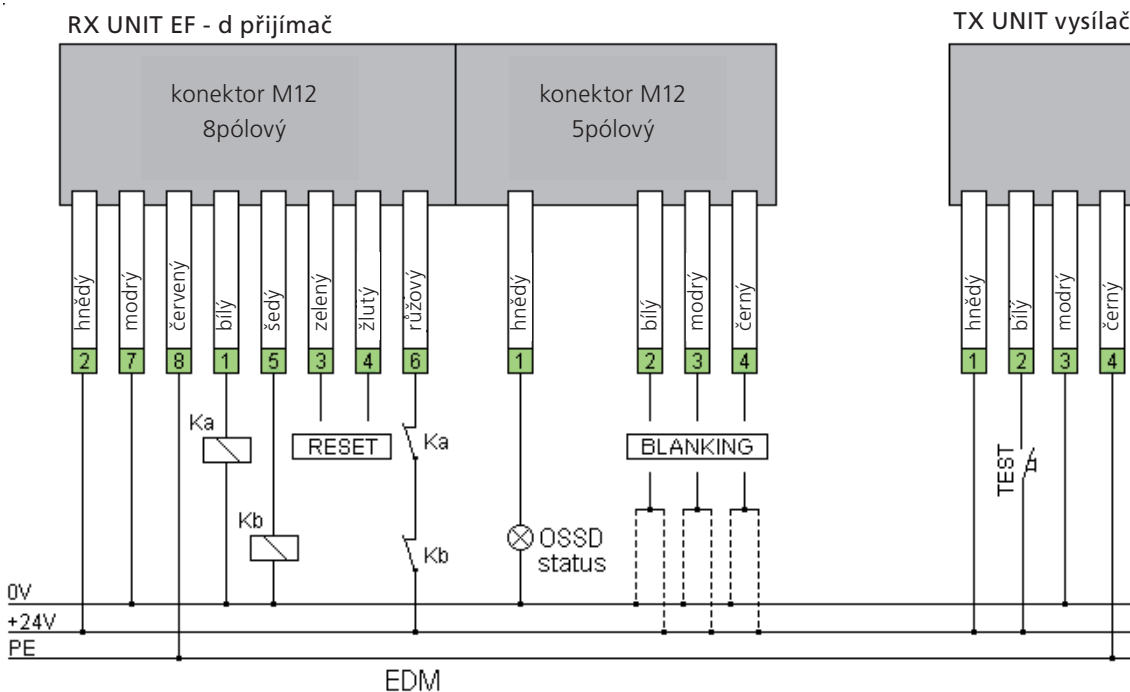 RX UNIT EF - d přijímač
TX UNIT vysílač
konektor M12
8pólový
konektor M12
5pólový
hnědý
modrý
červený
bílý
šedý
zelený
žlutý
růžový
hnědý
bílý
modrý
černý
hnědý
bílý
modrý
černý
2 7 8 1 5 3 4 6 1 2 3 4 1 2 3 4
Ka
RESET
Ka
BLANKING
TEST
Kb
Kb
OSSD
status
0V
+24V
PE
EDM